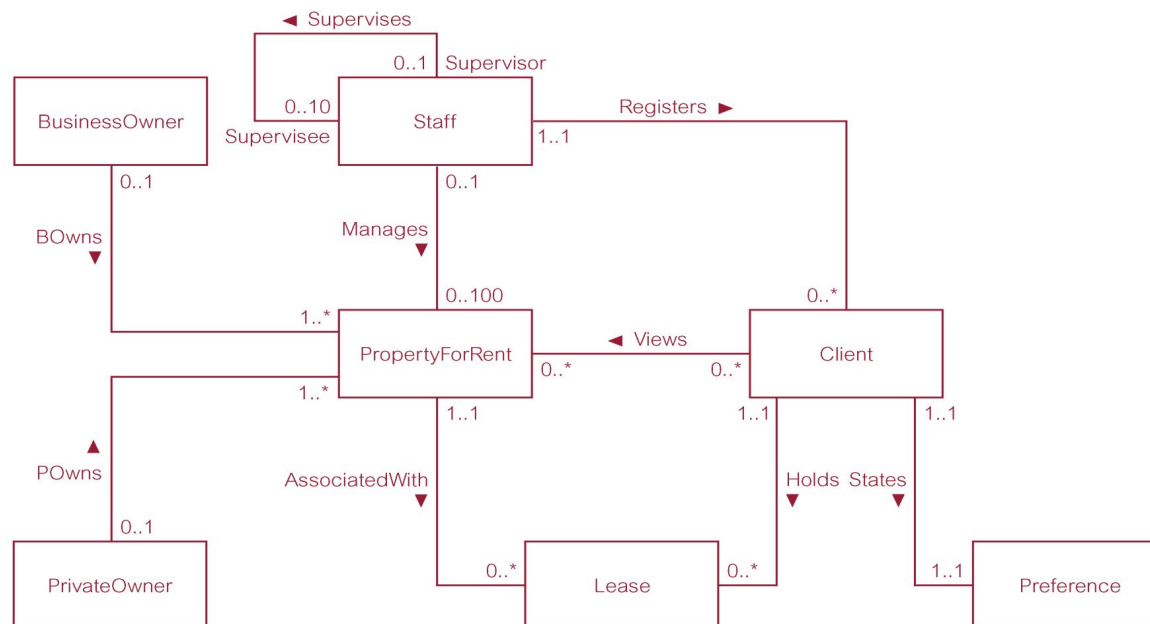 ◄ Supervises
0..1 Supervisor
0..10
Supervisee
BusinessOwner
Staff
Registers ►
1..1
0..1
0..1
BOwns ▼
Manages ▼
0..100
0..*
1..*
PropertyForRent
◄ Views
0..*
0..*
Client
1..*
1..1
1..1
1..1
▲ POwns
AssociatedWith ▼
Holds ▼
States ▼
0..1
0..*
0..*
1..1
PrivateOwner
Lease
Preference